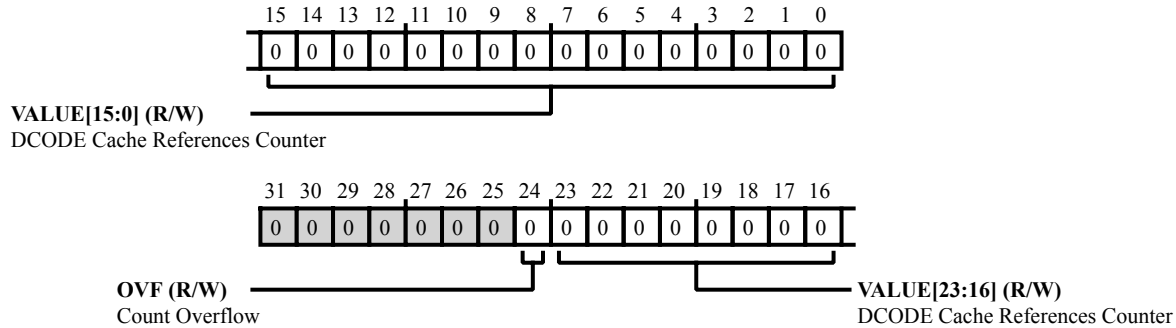 15 14 13 12 11 10 9 8 7 6 5 4 3 2 1 0
0 0 0 0 0 0 0 0 0 0 0 0 0 0 0 0
VALUE[15:0] (R/W)
DCODE Cache References Counter
31 30 29 28 27 26 25 24 23 22 21 20 19 18 17 16
0 0 0 0 0 0 0 0 0 0 0 0 0 0 0 0
OVF (R/W)
Count Overflow
VALUE[23:16] (R/W)
DCODE Cache References Counter